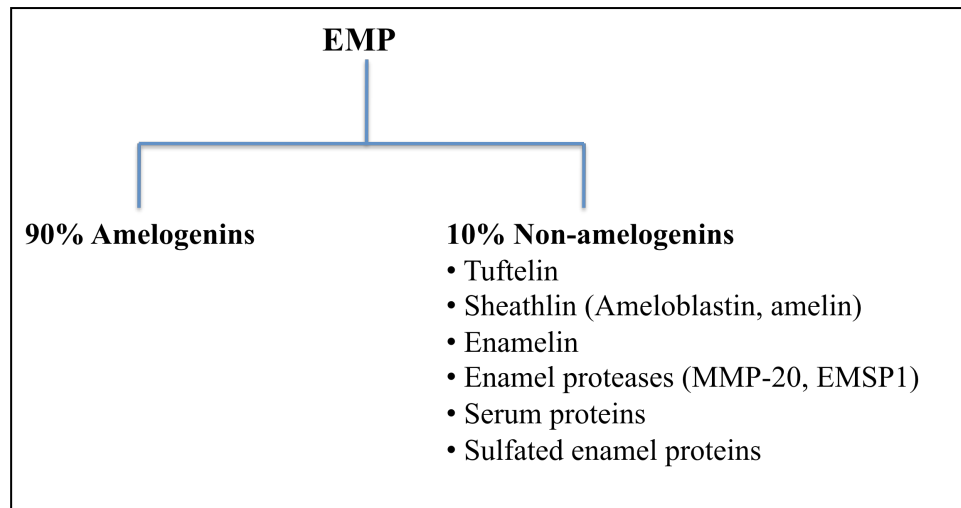 EMP
90% Amelogenins
10% Non-amelogenins
• Tuftelin
• Sheathlin (Ameloblastin, amelin)
• Enamelin
• Enamel proteases (MMP-20, EMSP1)
• Serum proteins
• Sulfated enamel proteins